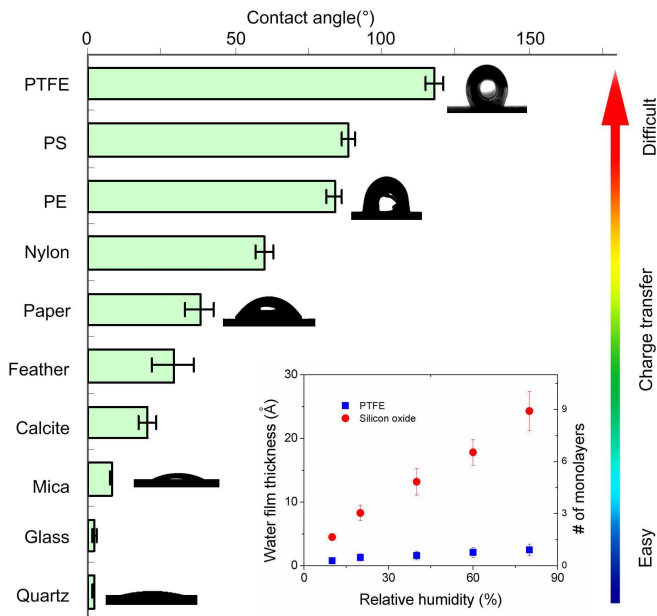 Contact angle(°)
0 50 100 150
PTFE
PS
PE
Nylon
Paper
Feather
Calcite
Mica
Glass
Quartz
Difficult
Charge transfer
Easy
30
20
10
0
Water film thickness (Å)
PTFE
Silicon oxide
9
6
3
0
# of monolayers
0 30 60 90
Relative humidity (%)